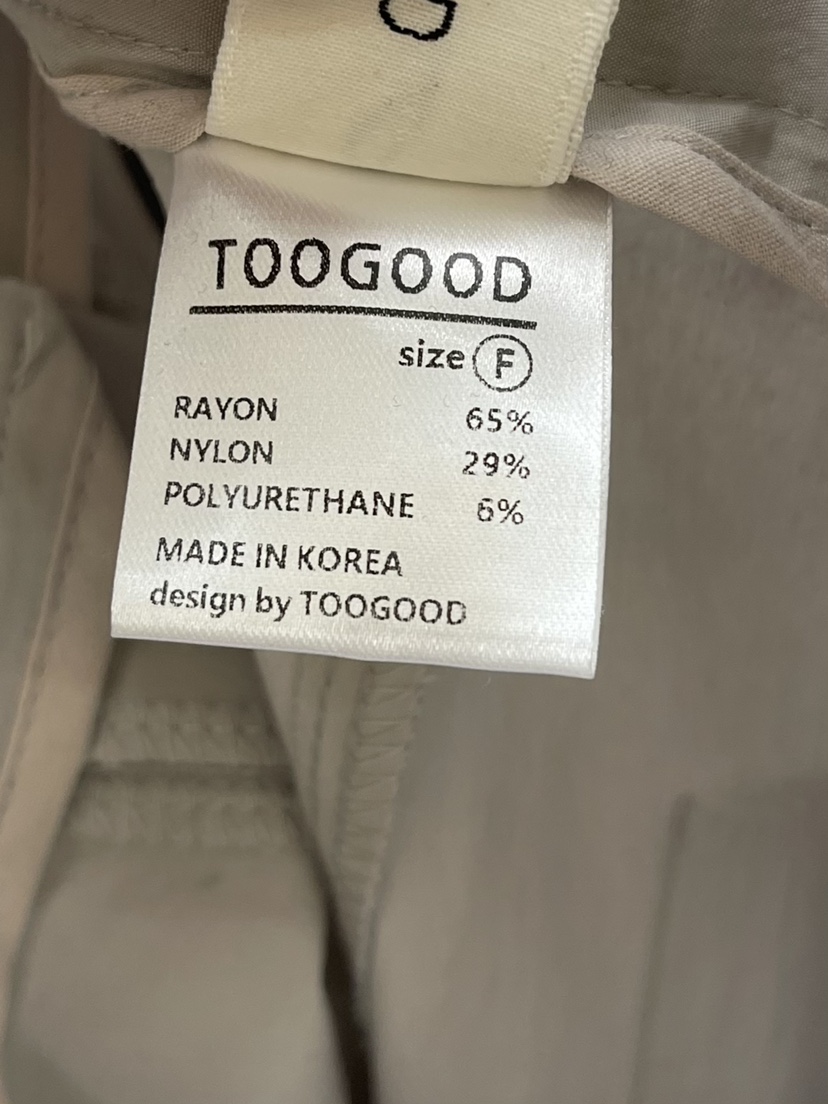 TOOGOOD
size F
RAYON 65%
NYLON 29%
POLYURETHANE 6%
MADE IN KOREA
design by TOOGOOD